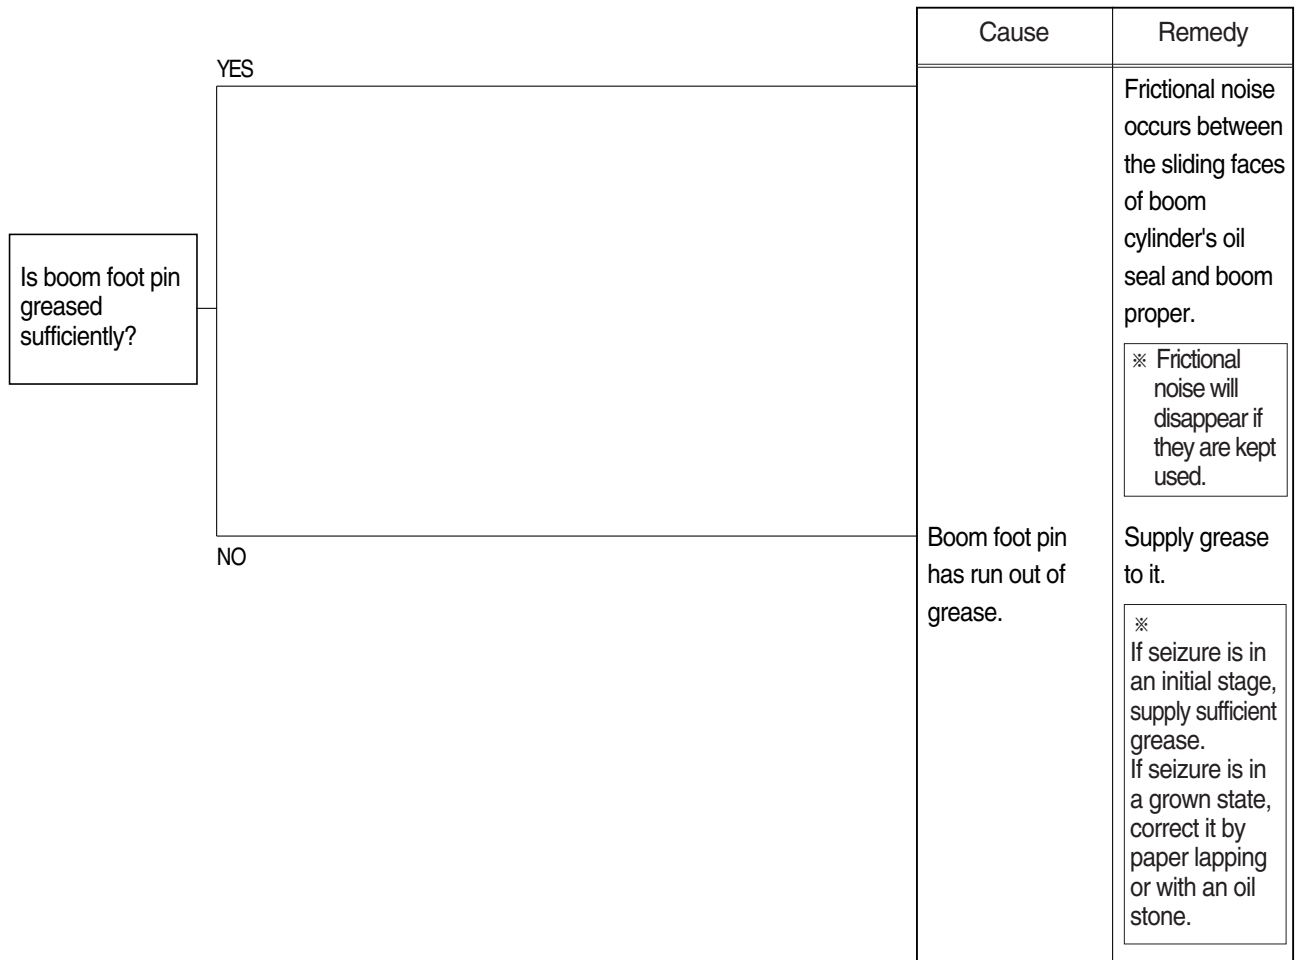 Cause
Remedy
YES
Frictional noise
occurs between
the sliding faces
of boom
cylinder's oil
seal and boom
proper.
※ Frictional
noise will
disappear if
they are kept
used.
Is boom foot pin
greased
sufficiently?
NO
Boom foot pin
has run out of
grease.
Supply grease
to it.
※
If seizure is in
an initial stage,
supply sufficient
grease.
If seizure is in
a grown state,
correct it by
paper lapping
or with an oil
stone.